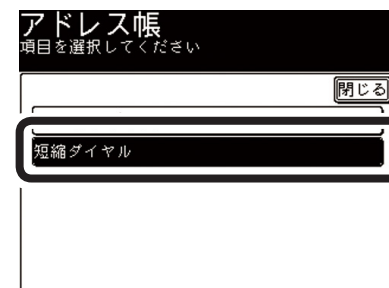 アドレス帳
項目を選択してください
閉じる
短縮ダイヤル